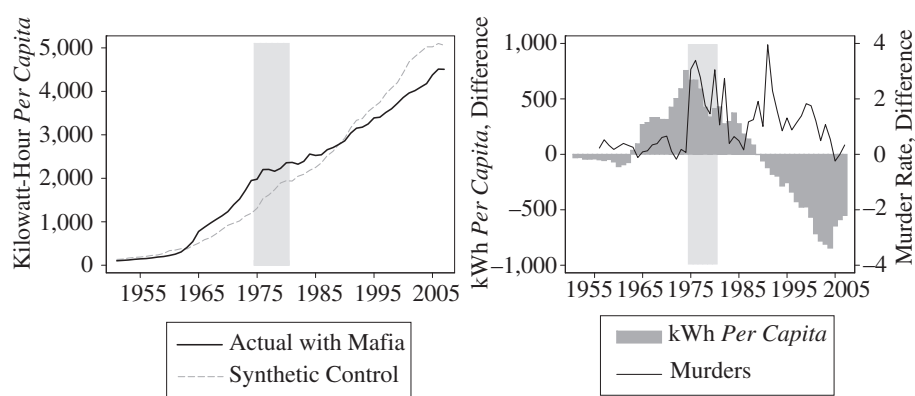 Kilowatt-Hour Per Capita
5,000
4,000
3,000
2,000
1,000
0
1955 1965 1975 1985 1995 2005
Actual with Mafia
Synthetic Control
kWh Per Capita, Difference
1,000
500
0
−500
−1,000
4
2
0
−2
−4
Murder Rate, Difference
1955 1965 1975 1985 1995 2005
kWh Per Capita
Murders